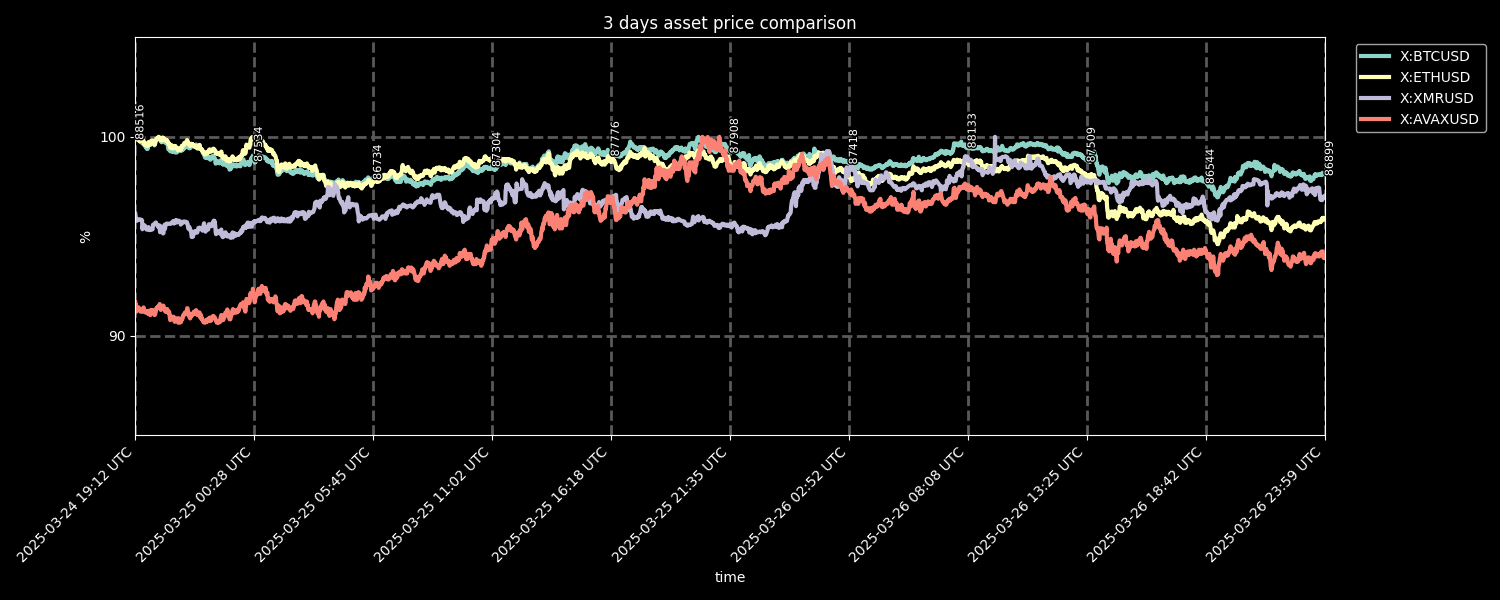 3 days asset price comparison
X:BTCUSD
X:ETHUSD
X:XMRUSD
X:AVAXUSD
100
90
%
88516
87534
86734
87304
87776
87908
87418
88133
87509
86544
86899
2025-03-24 19:12 UTC
2025-03-25 00:28 UTC
2025-03-25 05:45 UTC
2025-03-25 11:02 UTC
2025-03-25 16:18 UTC
2025-03-25 21:35 UTC
2025-03-26 02:52 UTC
2025-03-26 08:08 UTC
2025-03-26 13:25 UTC
2025-03-26 18:42 UTC
2025-03-26 23:59 UTC
time